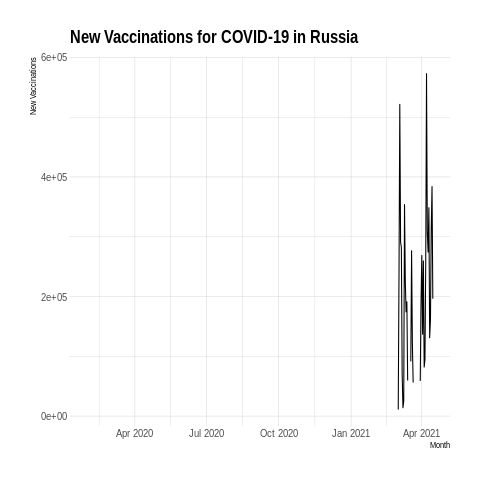 New Vaccinations for COVID-19 in Russia
New Vaccinations
6e+05
4e+05
2e+05
0e+00
Apr 2020 Jul 2020 Oct 2020 Jan 2021 Apr 2021
Month